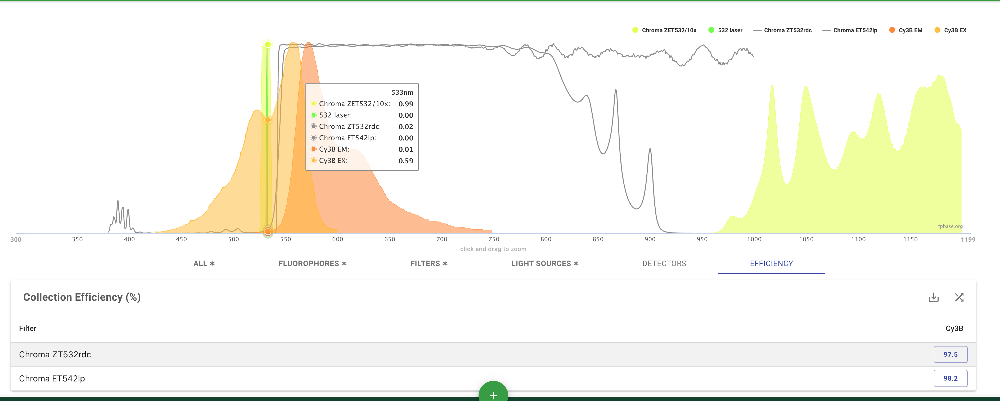 Chroma ZET532/10x 532 laser Chroma ZT532rdc Chroma ET542lp Cy3B EM Cy3B EX
533nm
Chroma ZET532/10x: 0.99
532 laser: 0.00
Chroma ZT532rdc: 0.02
Chroma ET542lp: 0.00
Cy3B EM: 0.01
Cy3B EX: 0.59
fpbase.org
300 350 400 450 500 550 600 650 700 750 800 850 900 950 1000 1050 1100 1150 1199
click and drag to zoom
ALL ✶ FLUOROPHORES ✶ FILTERS ✶ LIGHT SOURCES ✶ DETECTORS EFFICIENCY
Collection Efficiency (%)
Filter Cy3B
Chroma ZT532rdc 97.5
Chroma ET542lp 98.2
+